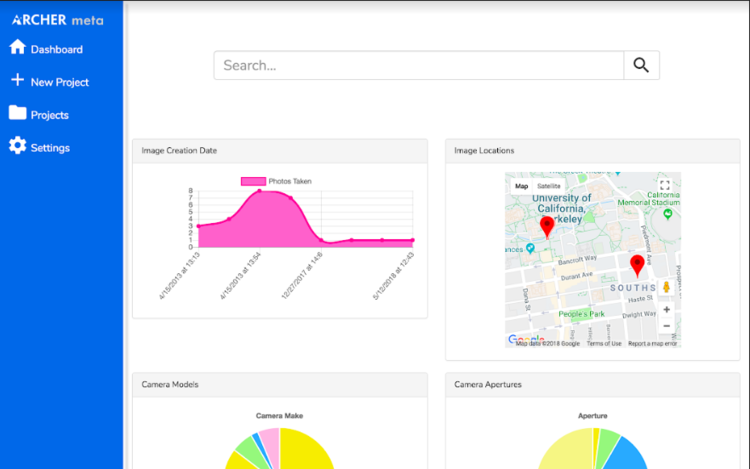 ARCHER meta
Dashboard
New Project
Projects
Settings
Search...
Image Creation Date
Photos Taken
8
7
6
5
4
3
2
1
0
4/15/2013 at 13:13
4/15/2013 at 13:54
12/27/2017 at 14:6
5/12/2018 at 12:43
Image Locations
Map Satellite
University of
California,
rkeley
California
Memorial Stadium
ances
Bancroft Way
Piedmont Ave
Durant Ave
Prospect
SOUTHS
Dana St
Haste St
People's Park
Dwight Way
Google
Map data ©2018 Google Terms of Use Report a map error
Camera Models
Camera Make
Camera Apertures
Aperture